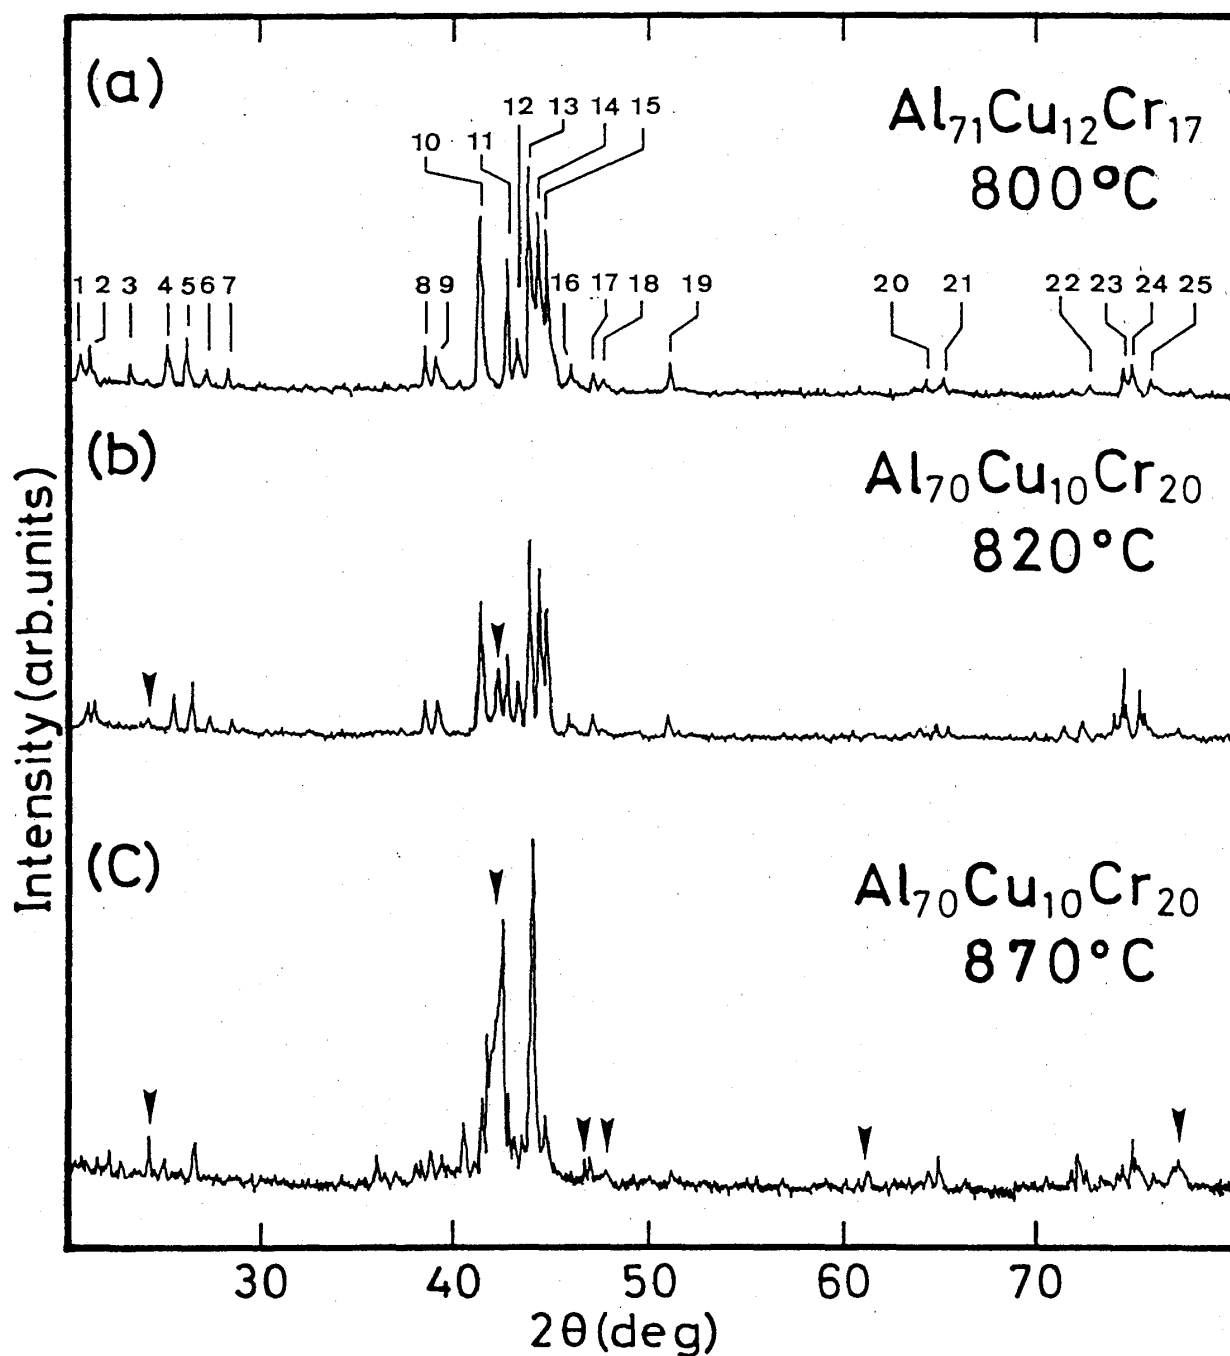 (a)
Al71Cu12Cr17
800°C
12 13 14 15
10 11
1 2 3 4 5 6 7 8 9 16 17 18 19 20 21 22 23 24 25
(b)
Al70Cu10Cr20
820°C
Intensity (arb.units)
(C)
Al70Cu10Cr20
870°C
30 40 50 60 70
2θ (deg)